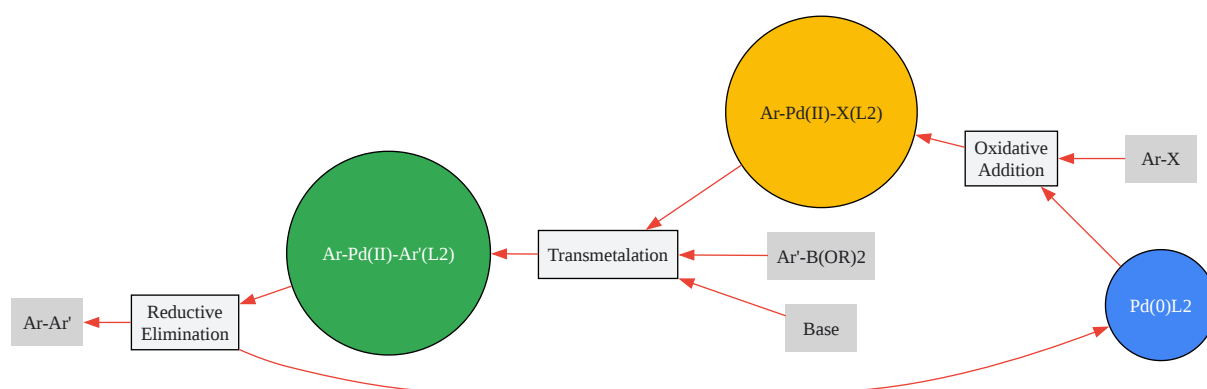 Ar-Pd(II)-X(L2)
Oxidative
Addition
Ar-X
Ar-Pd(II)-Ar'(L2)
Transmetalation
Ar'-B(OR)2
Pd(0)L2
Reductive
Elimination
Ar-Ar'
Base